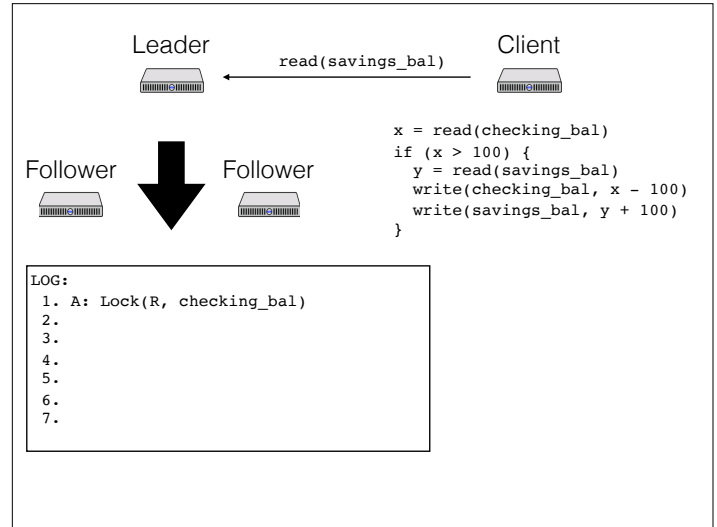 Leader
Client
read(savings_bal)
Follower
Follower
x = read(checking_bal)
if (x > 100) {
  y = read(savings_bal)
  write(checking_bal, x - 100)
  write(savings_bal, y + 100)
}
LOG:
1. A: Lock(R, checking_bal)
2.
3.
4.
5.
6.
7.